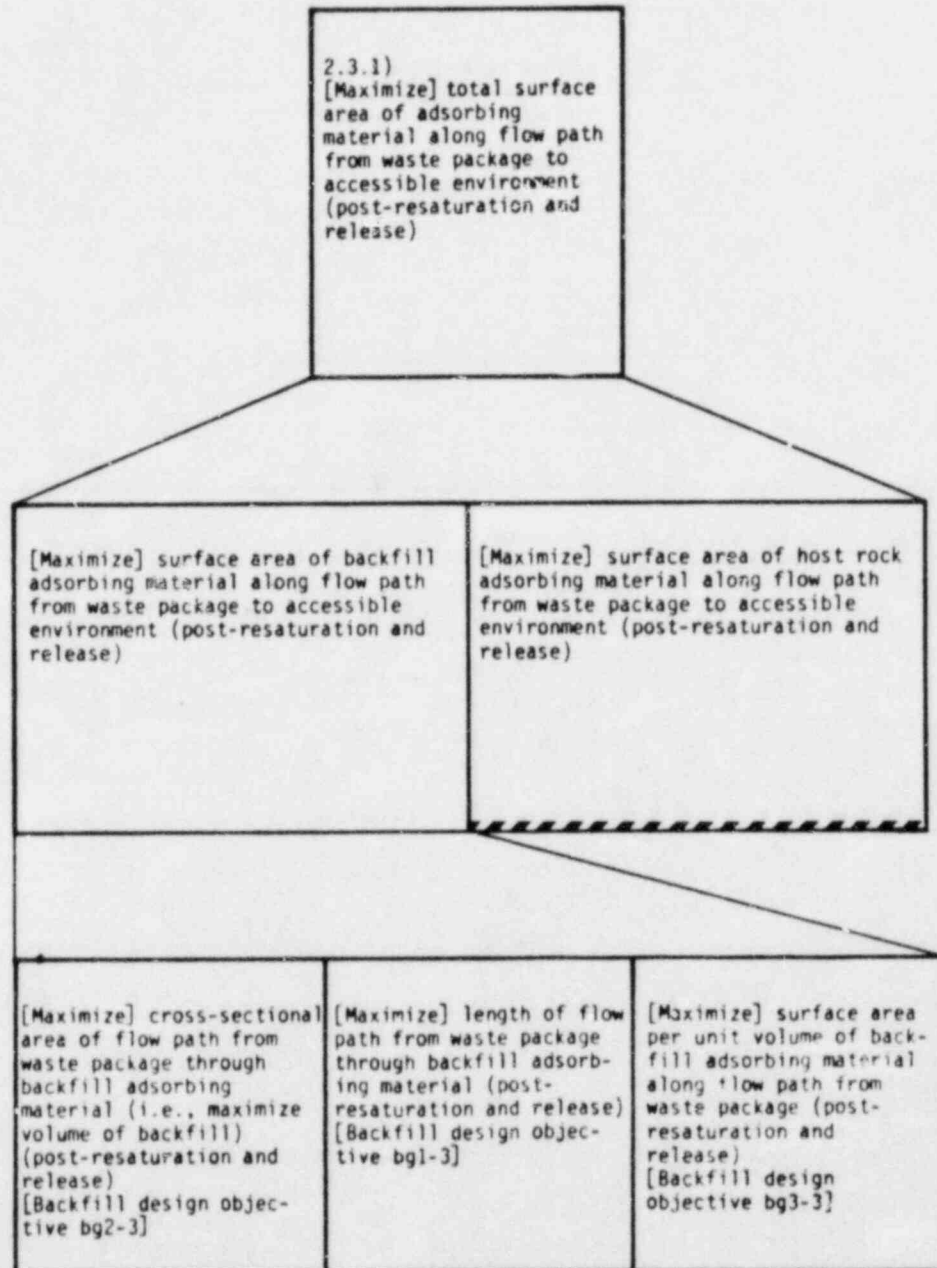 2.3.1)
[Maximize] total surface
area of adsorbing
material along flow path
from waste package to
accessible environment
(post-resaturation and
release)
[Maximize] surface area of backfill
adsorbing material along flow path
from waste package to accessible
environment (post-resaturation and
release)
[Maximize] surface area of host rock
adsorbing material along flow path
from waste package to accessible
environment (post-resaturation and
release)
[Maximize] cross-sectional
area of flow path from
waste package through
backfill adsorbing
material (i.e., maximize
volume of backfill)
(post-resaturation and
release)
[Backfill design objec-
tive bg2-3]
[Maximize] length of flow
path from waste package
through backfill adsorb-
ing material (post-
resaturation and release)
[Backfill design objec-
tive bg1-3]
[Maximize] surface area
per unit volume of back-
fill adsorbing material
along flow path from
waste package (post-
resaturation and
release)
[Backfill design
objective bg3-3]